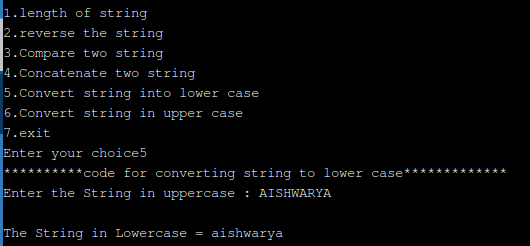 1.length of string
2.reverse the string
3.Compare two string
4.Concatenate two string
5.Convert string into lower case
6.Convert string in upper case
7.exit
Enter your choice5
**********code for converting string to lower case*************
Enter the String in uppercase : AISHWARYA
The String in Lowercase = aishwarya